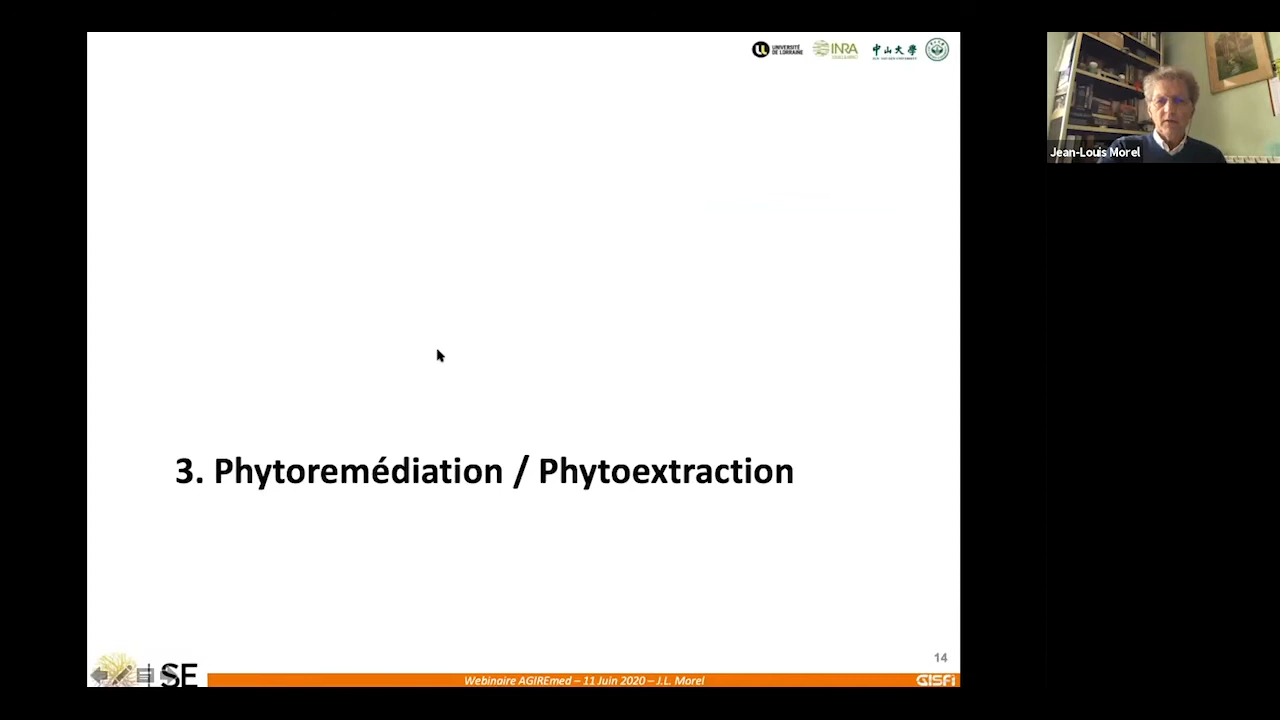 UNIVERSITÉ
DE LORRAINE
INRA
中山大學
Jean-Louis Morel
3. Phytoremédiation / Phytoextraction
14
SE
Webinaire AGIREmed – 11 Juin 2020 – J.L. Morel
GISFi